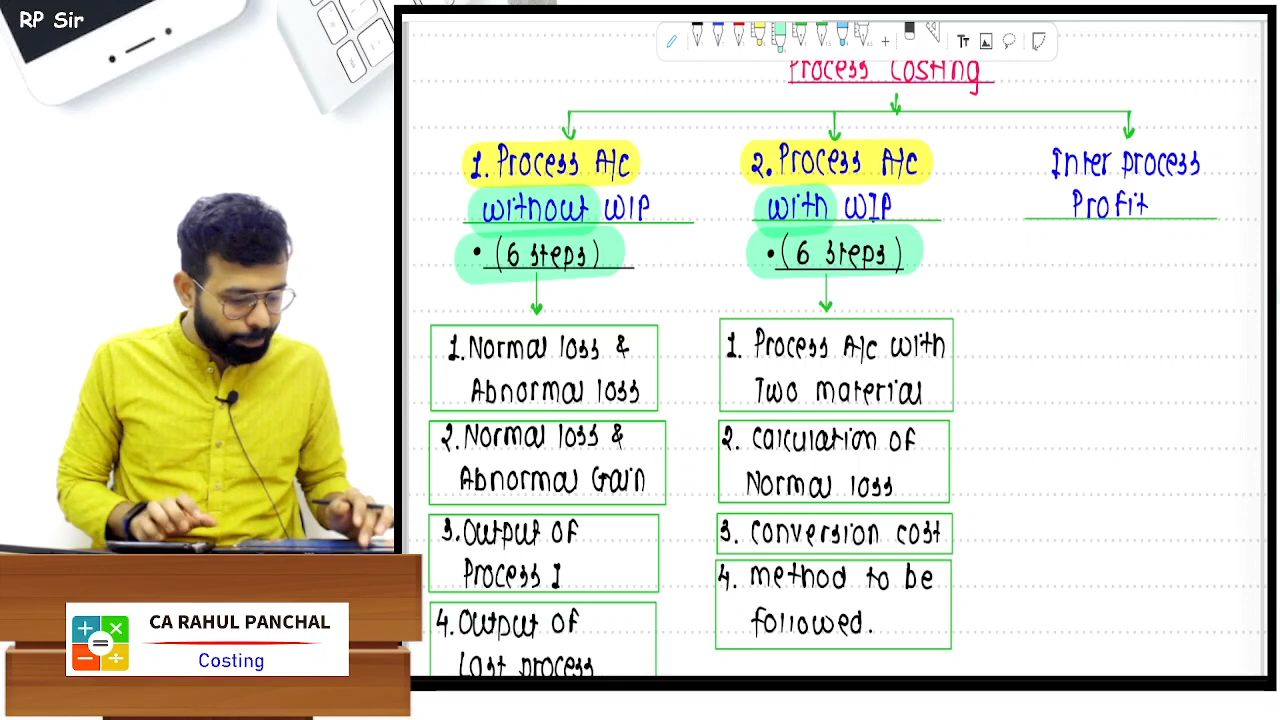 RP Sir
Process Costing
1. Process A/c
without WIP
• (6 steps)
1. Normal loss &
Abnormal loss
2. Normal loss &
Abnormal Gain
3. Output of
Process I
4. Output of
Last process
2. Process A/c
with WIP
• (6 steps)
1. Process A/c with
Two material
2. Calculation of
Normal loss
3. Conversion cost
4. method to be
followed.
Inter process
Profit
CA RAHUL PANCHAL
Costing